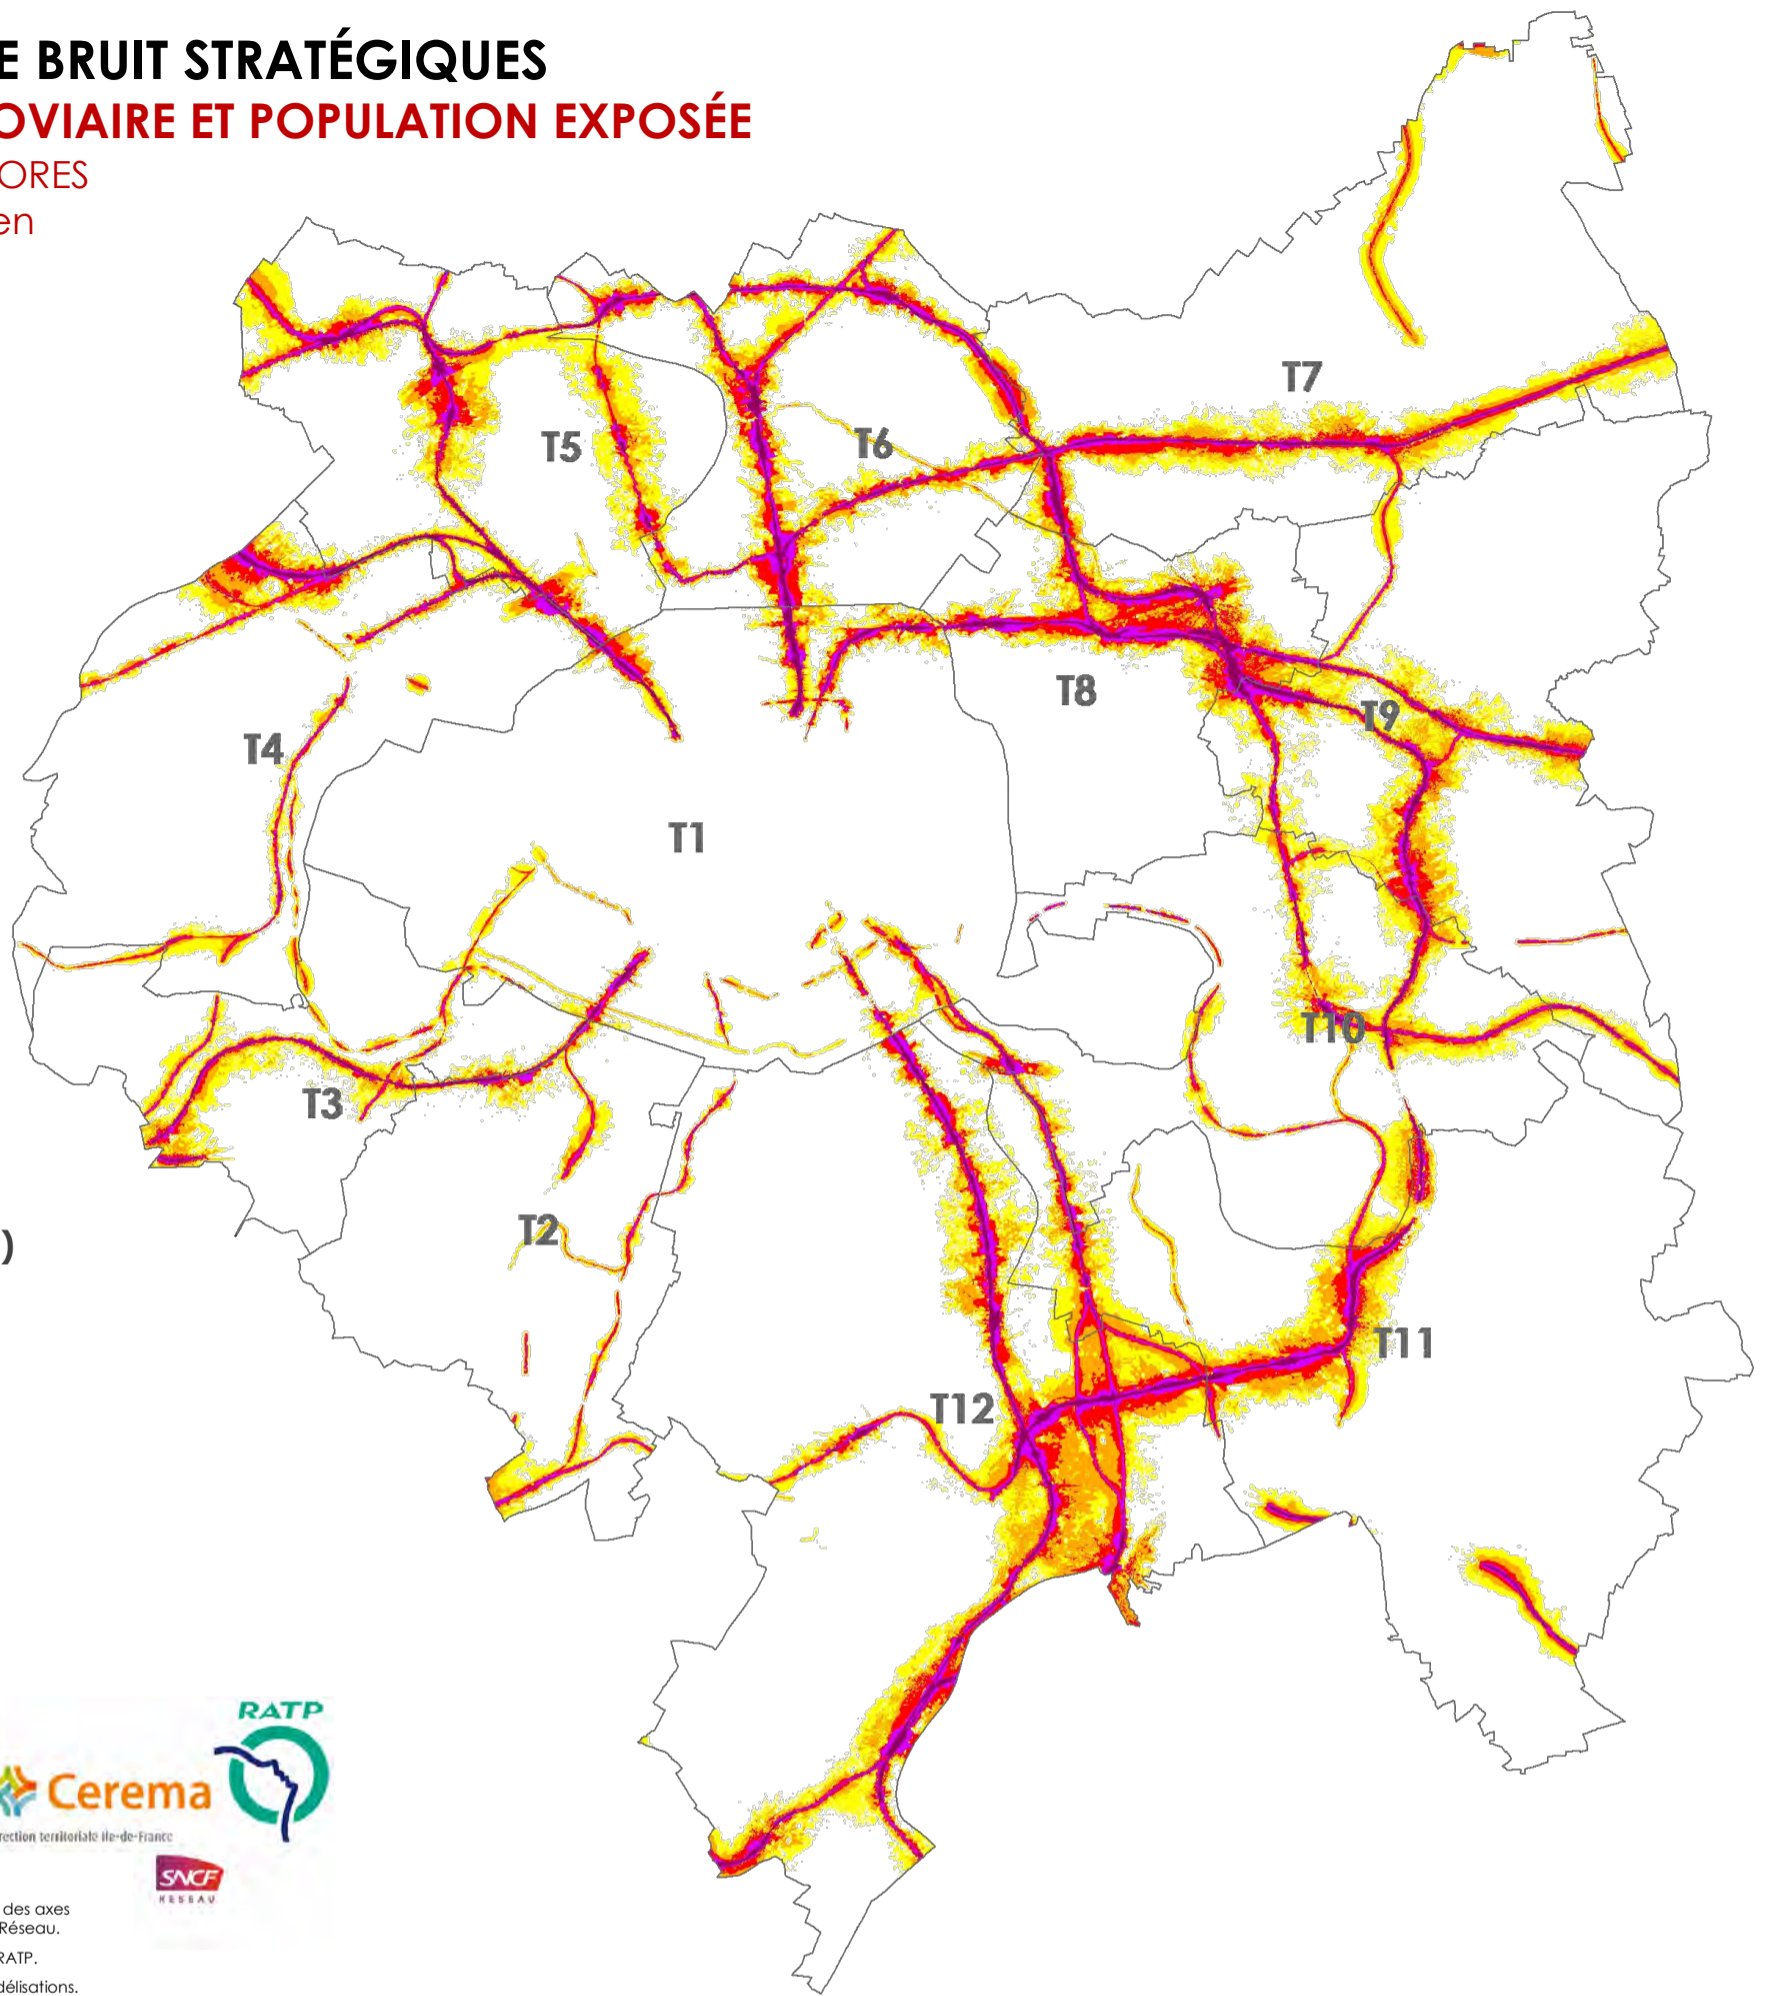 E BRUIT STRATÉGIQUES
OVIAIRE ET POPULATION EXPOSÉE
ORES
en
T7
T5
T6
T8
T9
T4
T1
T10
T3
T2
)
T11
T12
RATP
Cerema
rection territoriale Ile-de-France
SNCF
RESEAU
des axes
Réseau.
RATP.
délisations.